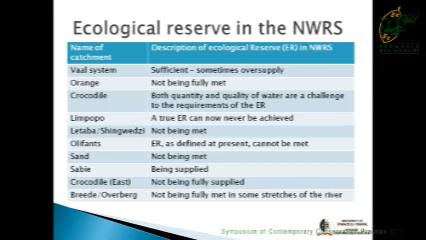 Ecological reserve in the NWRS
Name of catchment
Description of ecological Reserve (ER) in NWRS
Vaal system
Sufficient – sometimes oversupply
Orange
Not being fully met
Crocodile
Both quantity and quality of water are a challenge
to the requirements of the ER
Limpopo
A true ER can now never be achieved
Letaba/Shingwedzi
Not being met
Olifants
ER, as defined at present, cannot be met
Sand
Not being met
Sabie
Being supplied
Crocodile (East)
Not being fully supplied
Breede/Overberg
Not being fully met in some stretches of the river
Symposium of Contemporary